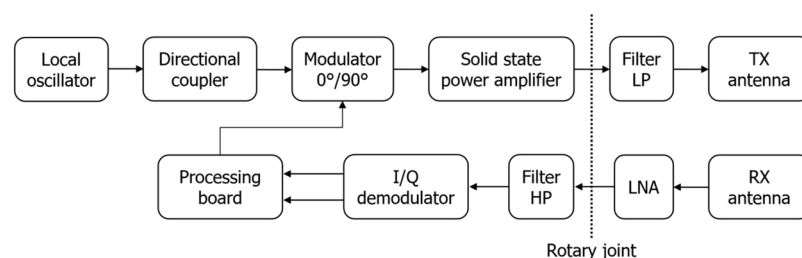 Local
oscillator
Directional
coupler
Modulator
0°/90°
Solid state
power amplifier
Filter
LP
TX
antenna
Processing
board
I/Q
demodulator
Filter
HP
LNA
RX
antenna
Rotary joint